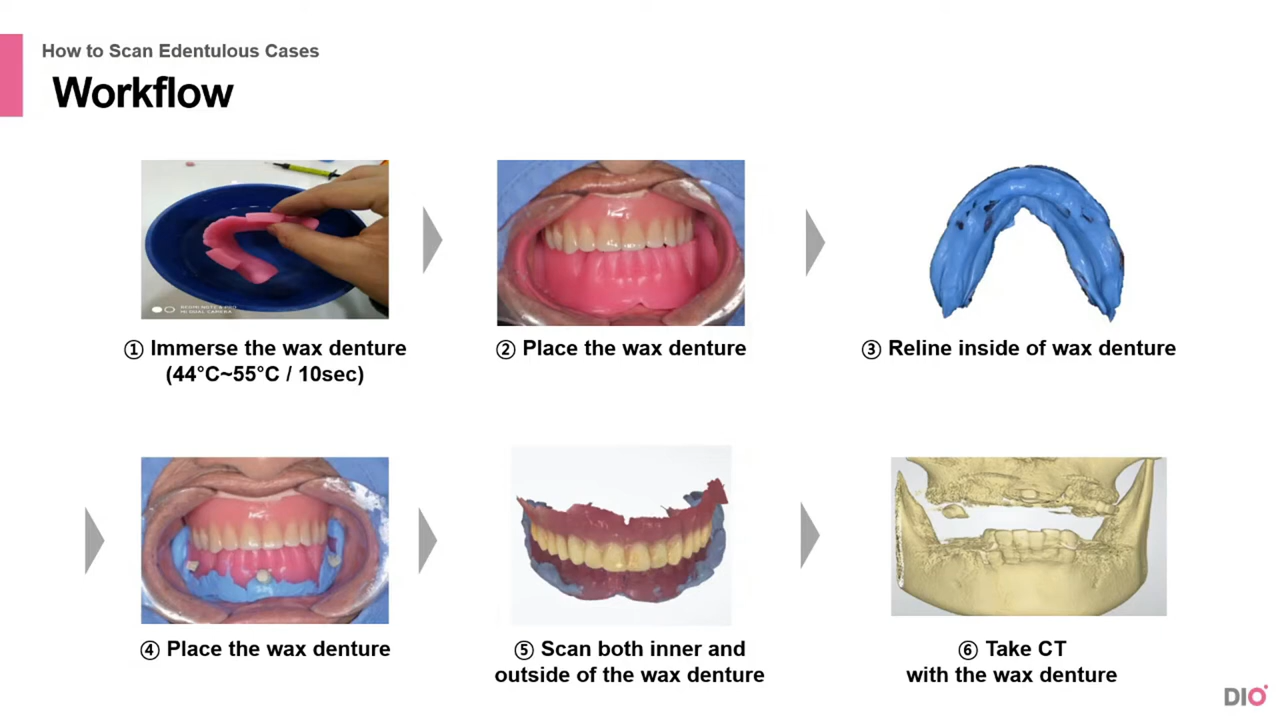 How to Scan Edentulous Cases
Workflow
① Immerse the wax denture
(44°C~55°C / 10sec)
② Place the wax denture
③ Reline inside of wax denture
④ Place the wax denture
⑤ Scan both inner and
outside of the wax denture
⑥ Take CT
with the wax denture
DIO